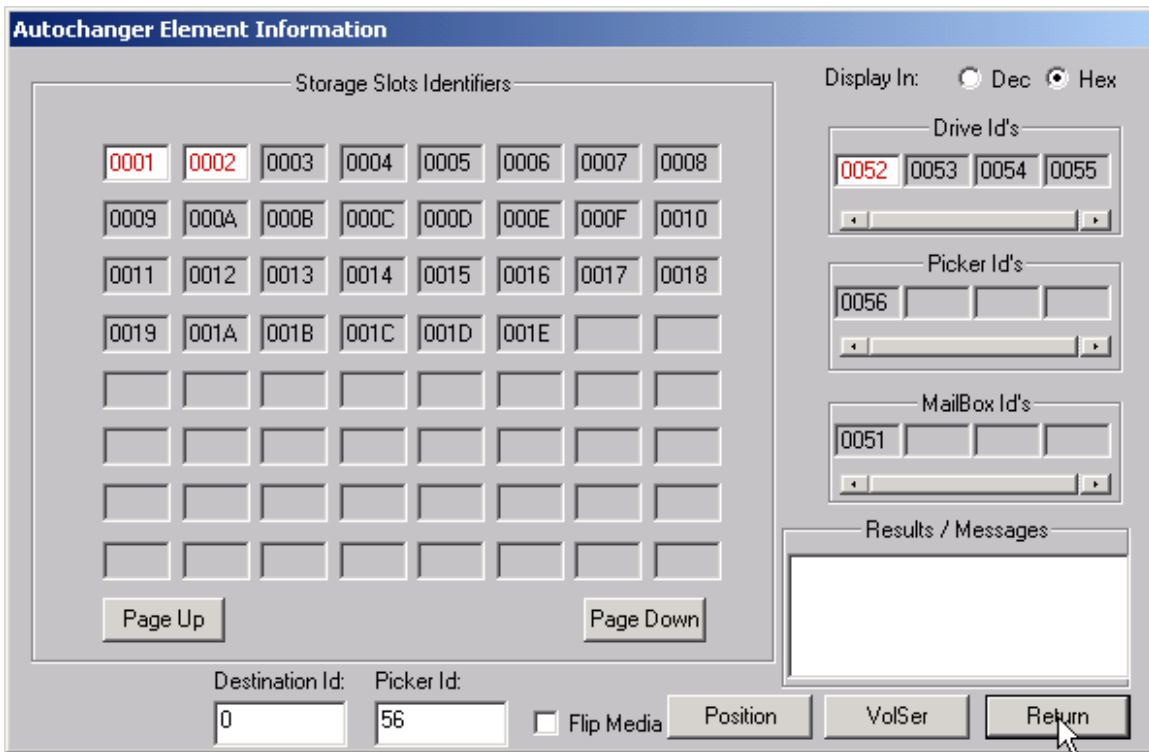 Autochanger Element Information
Storage Slots Identifiers
0001 0002 0003 0004 0005 0006 0007 0008
0009 000A 000B 000C 000D 000E 000F 0010
0011 0012 0013 0014 0015 0016 0017 0018
0019 001A 001B 001C 001D 001E
Page Up Page Down
Display In: Dec Hex
Drive Id's
0052 0053 0054 0055
Picker Id's
0056
MailBox Id's
0051
Results / Messages
Destination Id: Picker Id:
0 56 Flip Media Position VolSer Return